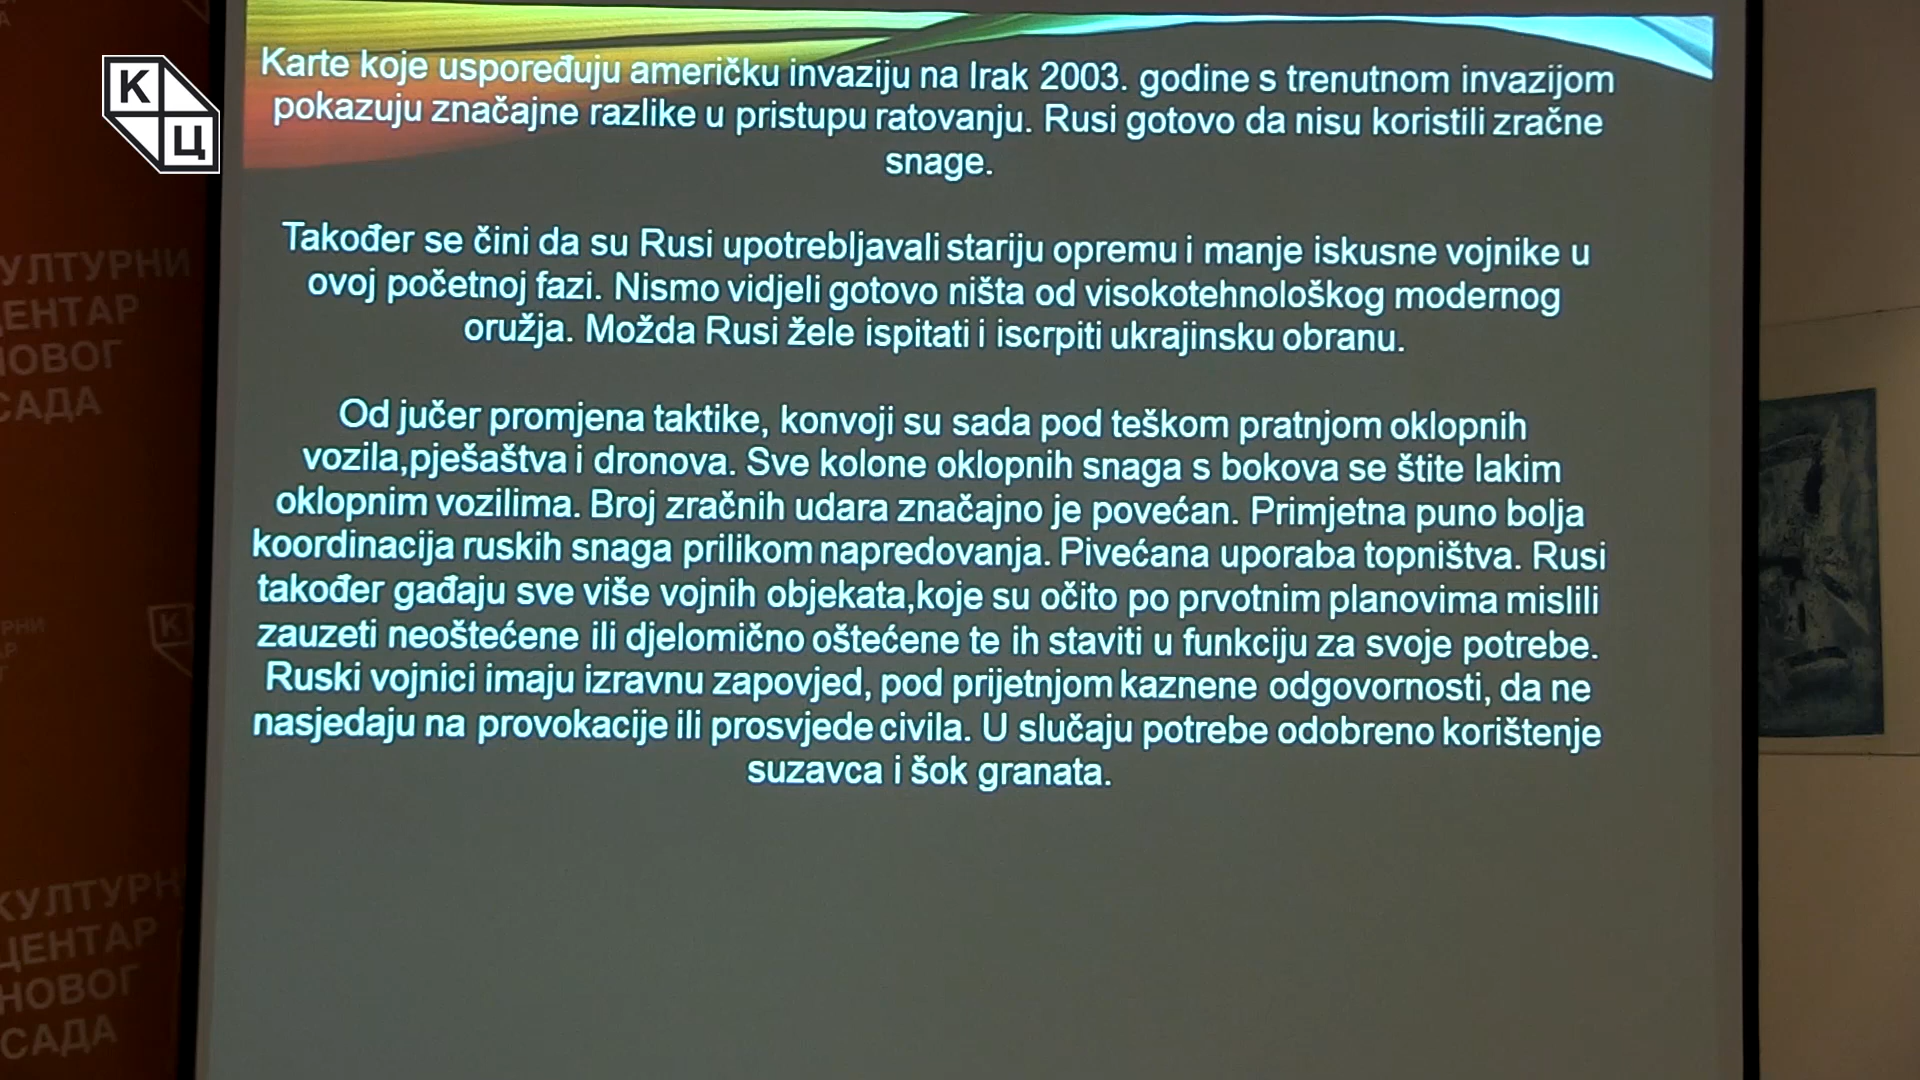 К
Ц
Karte koje uspoređuju američku invaziju na Irak 2003. godine s trenutnom invazijom
pokazuju značajne razlike u pristupu ratovanju. Rusi gotovo da nisu koristili zračne
snage.
Također se čini da su Rusi upotrebljavali stariju opremu i manje iskusne vojnike u
ovoj početnoj fazi. Nismo vidjeli gotovo ništa od visokotehnološkog modernog
oružja. Možda Rusi žele ispitati i iscrpiti ukrajinsku obranu.
Od jučer promjena taktike, konvoji su sada pod teškom pratnjom oklopnih
vozila,pješaštva i dronova. Sve kolone oklopnih snaga s bokova se štite lakim
oklopnim vozilima. Broj zračnih udara značajno je povećan. Primjetna puno bolja
koordinacija ruskih snaga prilikom napredovanja. Pivećana uporaba topništva. Rusi
također gađaju sve više vojnih objekata,koje su očito po prvotnim planovima mislili
zauzeti neoštećene ili djelomično oštećene te ih staviti u funkciju za svoje potrebe.
Ruski vojnici imaju izravnu zapovjed, pod prijetnjom kaznene odgovornosti, da ne
nasjedaju na provokacije ili prosvjede civila. U slučaju potrebe odobreno korištenje
suzavca i šok granata.
УЛТУРНИ
ЦЕНТАР
НОВОГ
САДА
К
КУЛТУРН
ЦЕНТАР
НОВОГ
САДА